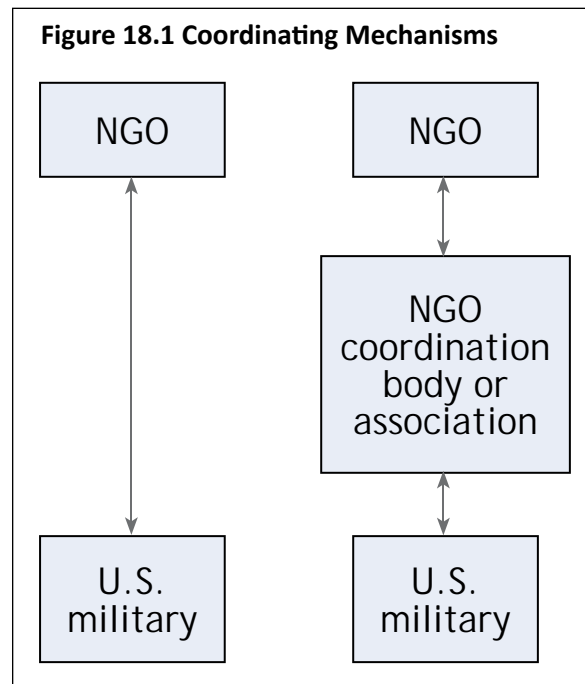 Figure 18.1 Coordinating Mechanisms
NGO
U.S.
military
NGO
NGO
coordination
body or
association
U.S.
military